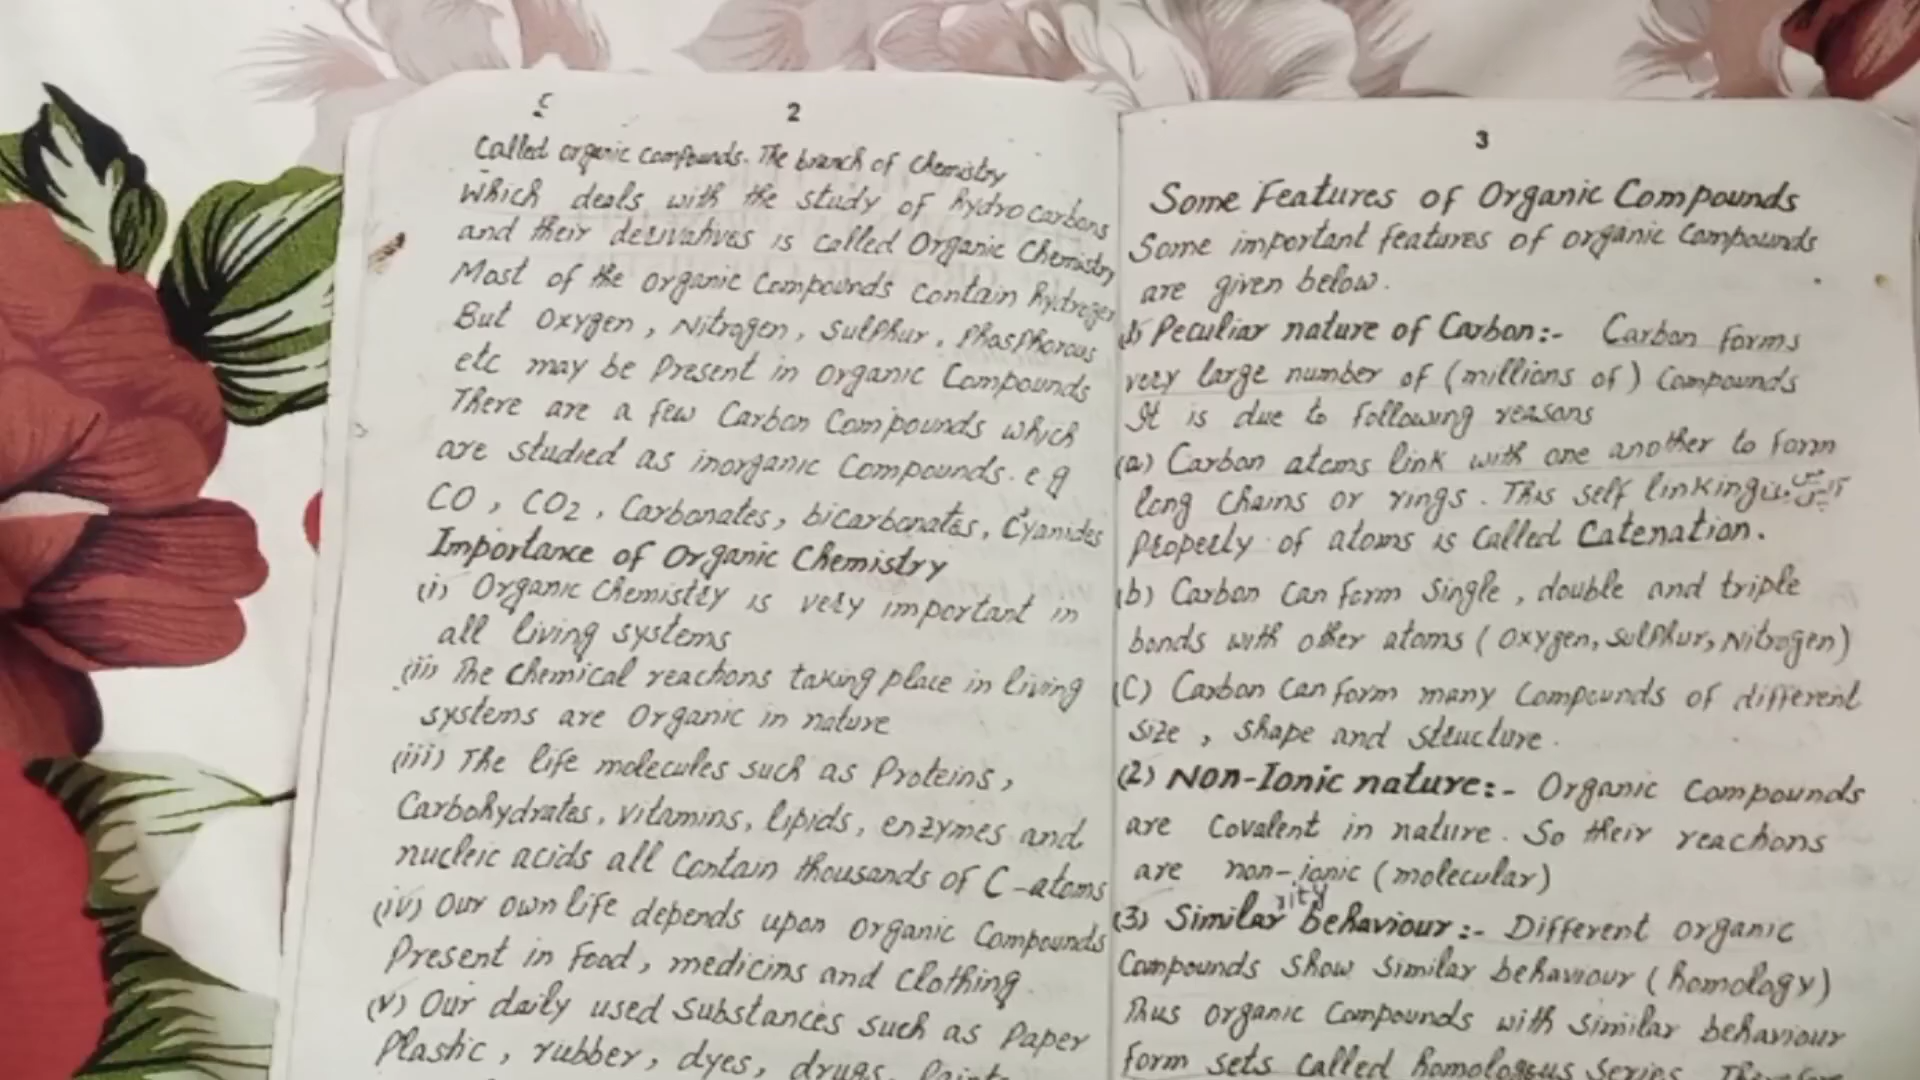 2
Called organic compounds. The branch of chemistry
Which deals with the study of hydrocarbons
and their derivatives is called Organic Chemistry
Most of the organic Compounds contain hydrogen
But Oxygen, Nitrogen, Sulphur, Phosphorous
etc may be Present in organic Compounds
There are a few Carbon Compounds which
are studied as inorganic Compounds. e.g
CO, CO2, Carbonates, bicarbonates, Cyanides
Importance of Organic Chemistry
(i) Organic Chemistry is very important in
all living systems
(ii) The chemical reactions taking place in living
systems are Organic in nature
(iii) The life molecules such as Proteins,
Carbohydrates, vitamins, lipids, enzymes and
nucleic acids all Contain thousands of C-atoms
(iv) Our own life depends upon organic Compounds
Present in Food, medicins and clothing
(v) Our daily used Substances such as Paper
Plastic, rubber, dyes, drugs, Paints
3
Some Features of Organic Compounds
Some important features of organic Compounds
are given below.
(1) Peculiar nature of Carbon:- Carbon forms
very large number of (millions of) Compounds
It is due to following reasons
(a) Carbon atoms link with one another to form
long chains or rings. This self linking is
Property of atoms is Called Catenation.
(b) Carbon Can form Single, double and triple
bonds with other atoms (Oxygen, Sulphur, Nitrogen)
(C) Carbon Can form many Compounds of different
size, shape and structure.
(2) Non-Ionic nature:- Organic Compounds
are Covalent in nature. So their reactions
are non-ionic (molecular)
rity
(3) Similar behaviour:- Different organic
Compounds show similar behaviour (homology)
Thus organic Compounds with similar behaviour
form sets Called homologous series. Therefore